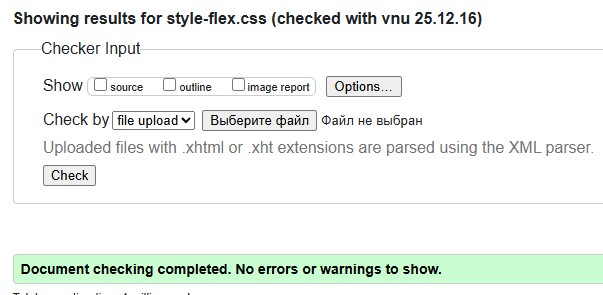 Showing results for style-flex.css (checked with vnu 25.12.16)
Checker Input
Show source outline image report Options...
Check by file upload Выберите файл Файл не выбран
Uploaded files with .xhtml or .xht extensions are parsed using the XML parser.
Check
Document checking completed. No errors or warnings to show.